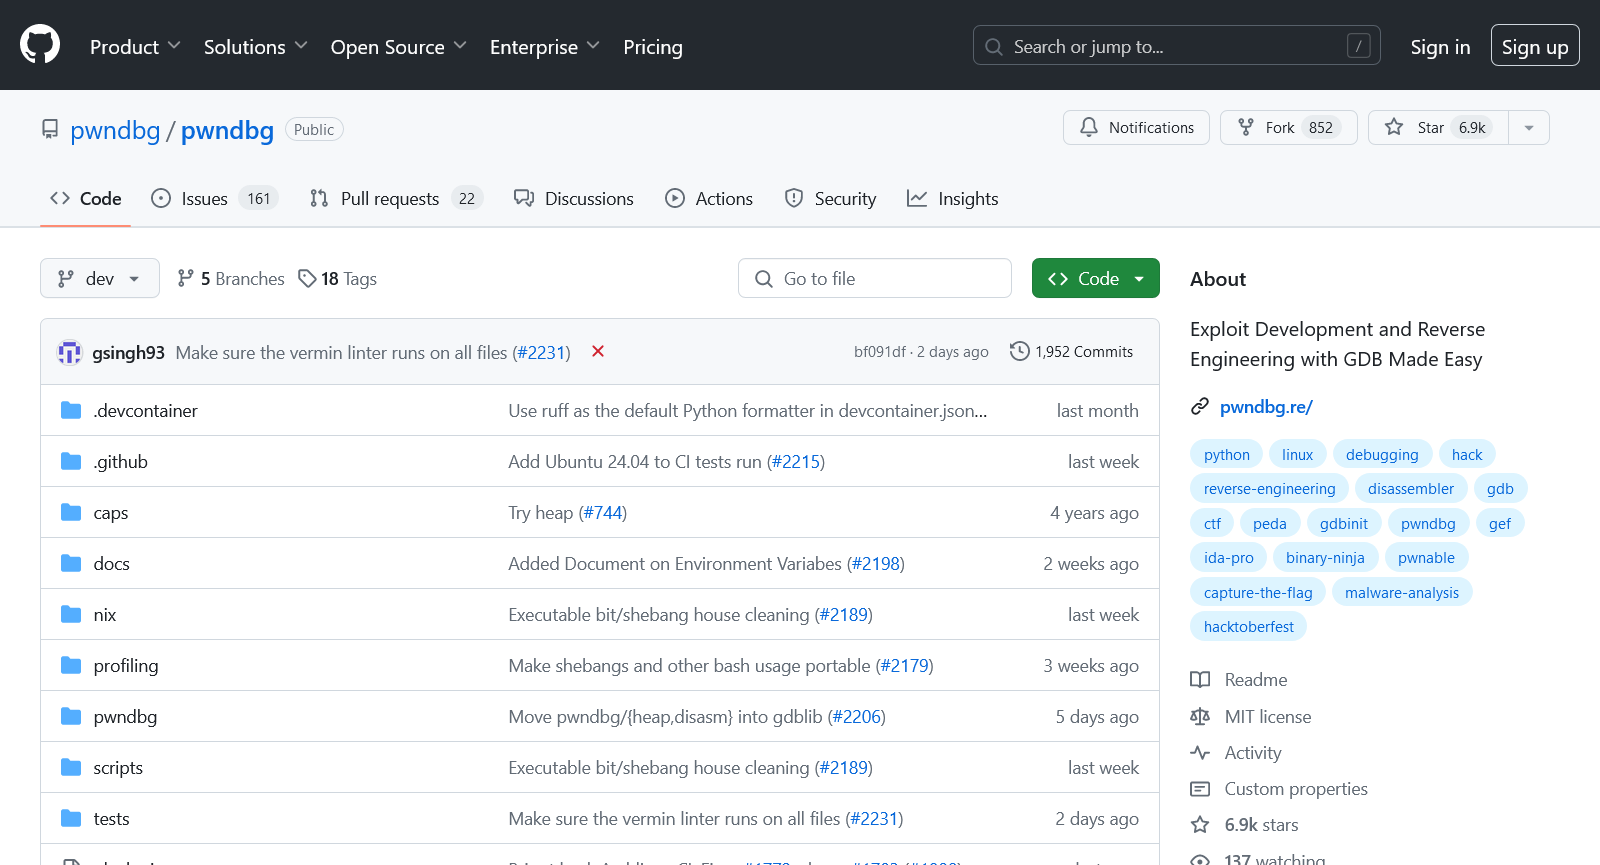 Product Solutions Open Source Enterprise Pricing Search or jump to... / Sign in Sign up
pwndbg / pwndbg Public Notifications Fork 852 Star 6.9k
Code Issues 161 Pull requests 22 Discussions Actions Security Insights
dev 5 Branches 18 Tags Go to file Code
gsingh93 Make sure the vermin linter runs on all files (#2231) bf091df · 2 days ago 1,952 Commits
.devcontainer Use ruff as the default Python formatter in devcontainer.json... last month
.github Add Ubuntu 24.04 to CI tests run (#2215) last week
caps Try heap (#744) 4 years ago
docs Added Document on Environment Variabes (#2198) 2 weeks ago
nix Executable bit/shebang house cleaning (#2189) last week
profiling Make shebangs and other bash usage portable (#2179) 3 weeks ago
pwndbg Move pwndbg/{heap,disasm} into gdblib (#2206) 5 days ago
scripts Executable bit/shebang house cleaning (#2189) last week
tests Make sure the vermin linter runs on all files (#2231) 2 days ago
About
Exploit Development and Reverse
Engineering with GDB Made Easy
pwndbg.re/
python linux debugging hack
reverse-engineering disassembler gdb
ctf peda gdbinit pwndbg gef
ida-pro binary-ninja pwnable
capture-the-flag malware-analysis
hacktoberfest
Readme
MIT license
Activity
Custom properties
6.9k stars
137 watching